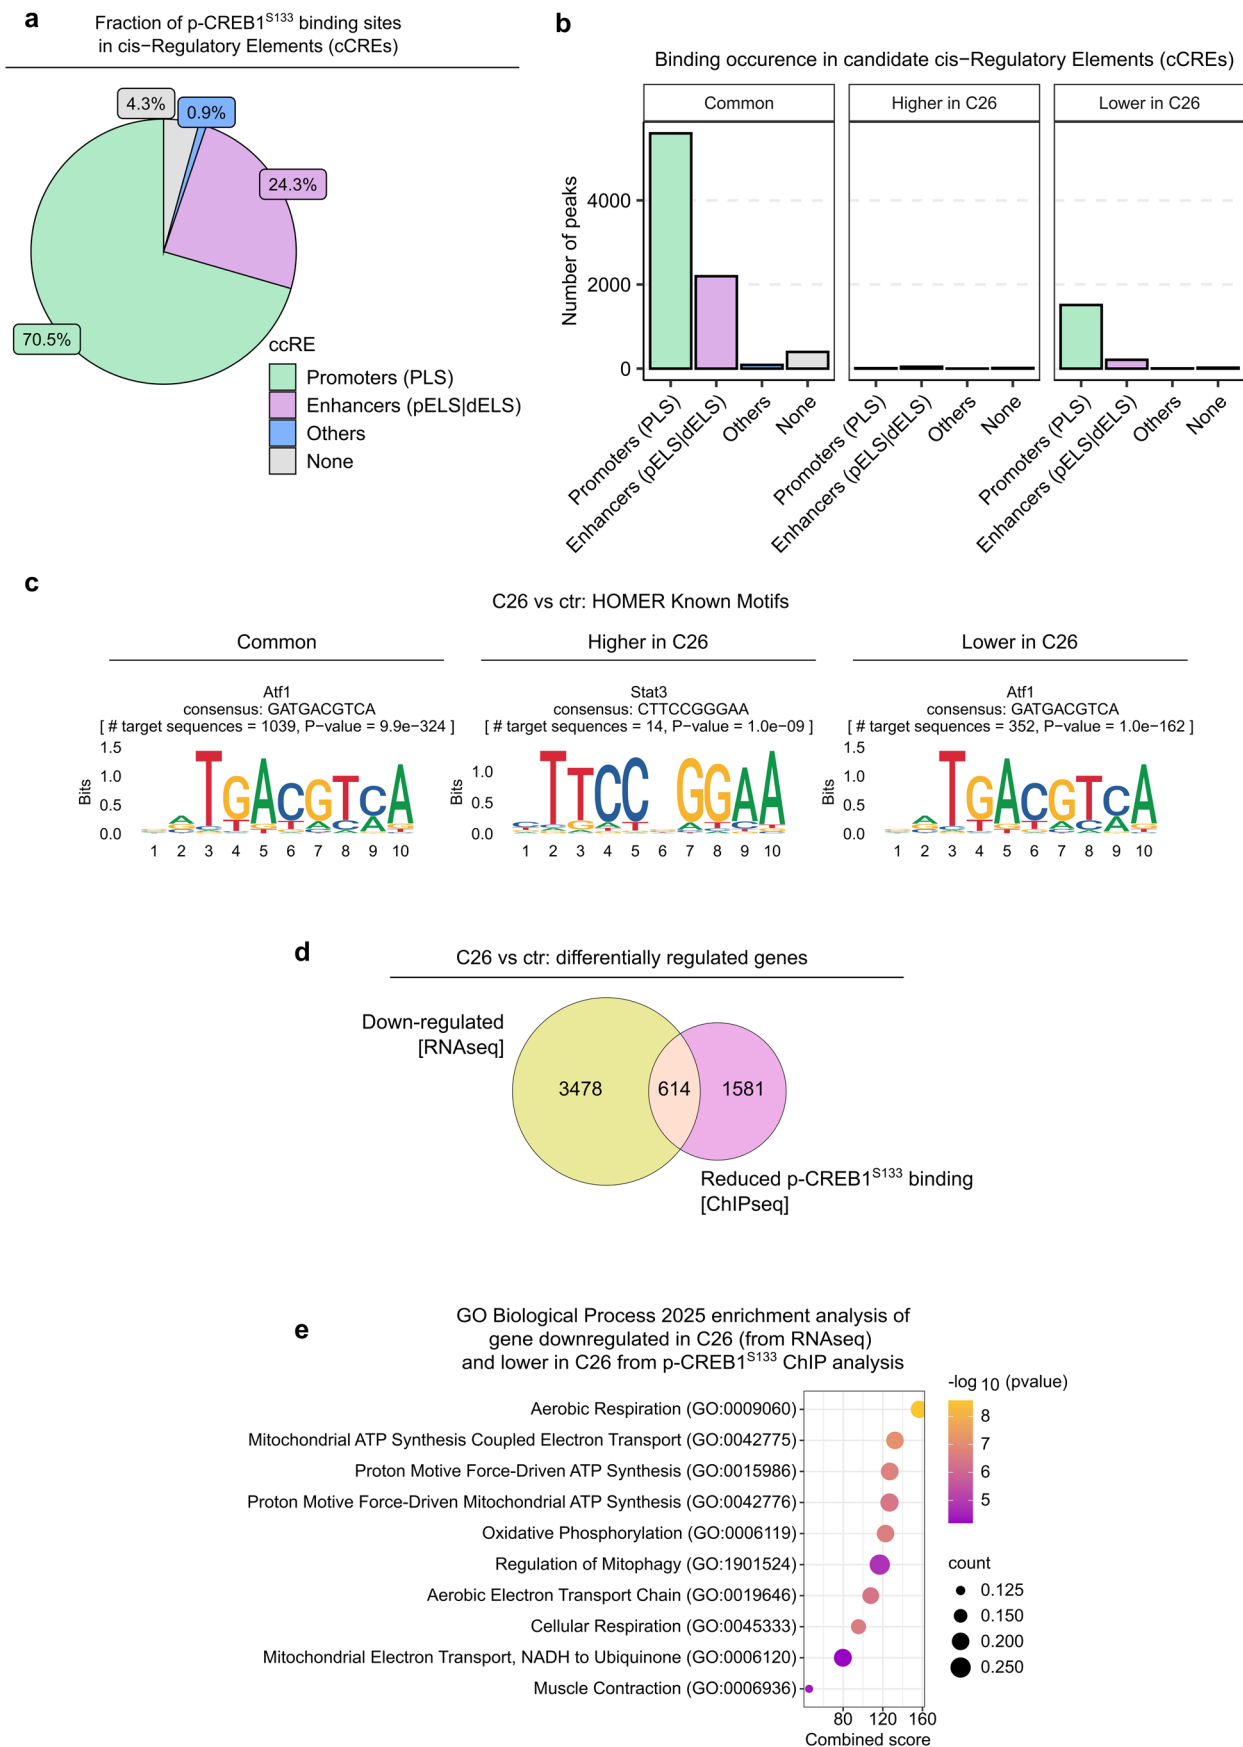 a
Fraction of p-CREB1S133 binding sites
in cis−Regulatory Elements (cCREs)
4.3%
0.9%
24.3%
70.5%
ccRE
Promoters (PLS)
Enhancers (pELS|dELS)
Others
None
b
Binding occurence in candidate cis−Regulatory Elements (cCREs)
Common
Higher in C26
Lower in C26
Number of peaks
4000
2000
0
Promoters (PLS)
Enhancers (pELS|dELS)
Others
None
Promoters (PLS)
Enhancers (pELS|dELS)
Others
None
Promoters (PLS)
Enhancers (pELS|dELS)
Others
None
c
C26 vs ctr: HOMER Known Motifs
Common
Atf1
consensus: GATGACGTCA
[ # target sequences = 1039, P−value = 9.9e−324 ]
Bits
1.5
1.0
0.5
0.0
TGACGTCA
1 2 3 4 5 6 7 8 9 10
Higher in C26
Stat3
consensus: CTTCCGGGAA
[ # target sequences = 14, P−value = 1.0e−09 ]
Bits
1.0
0.5
0.0
TTCC GGAA
1 2 3 4 5 6 7 8 9 10
Lower in C26
Atf1
consensus: GATGACGTCA
[ # target sequences = 352, P−value = 1.0e−162 ]
Bits
1.5
1.0
0.5
0.0
TGACGTCA
1 2 3 4 5 6 7 8 9 10
d
C26 vs ctr: differentially regulated genes
Down-regulated
[RNAseq]
3478
614
1581
Reduced p-CREB1S133 binding
[ChIPseq]
e
GO Biological Process 2025 enrichment analysis of
gene downregulated in C26 (from RNAseq)
and lower in C26 from p-CREB1S133 ChIP analysis
Aerobic Respiration (GO:0009060)
Mitochondrial ATP Synthesis Coupled Electron Transport (GO:0042775)
Proton Motive Force-Driven ATP Synthesis (GO:0015986)
Proton Motive Force-Driven Mitochondrial ATP Synthesis (GO:0042776)
Oxidative Phosphorylation (GO:0006119)
Regulation of Mitophagy (GO:1901524)
Aerobic Electron Transport Chain (GO:0019646)
Cellular Respiration (GO:0045333)
Mitochondrial Electron Transport, NADH to Ubiquinone (GO:0006120)
Muscle Contraction (GO:0006936)
80 120 160
Combined score
-log 10 (pvalue)
8
7
6
5
count
0.125
0.150
0.200
0.250